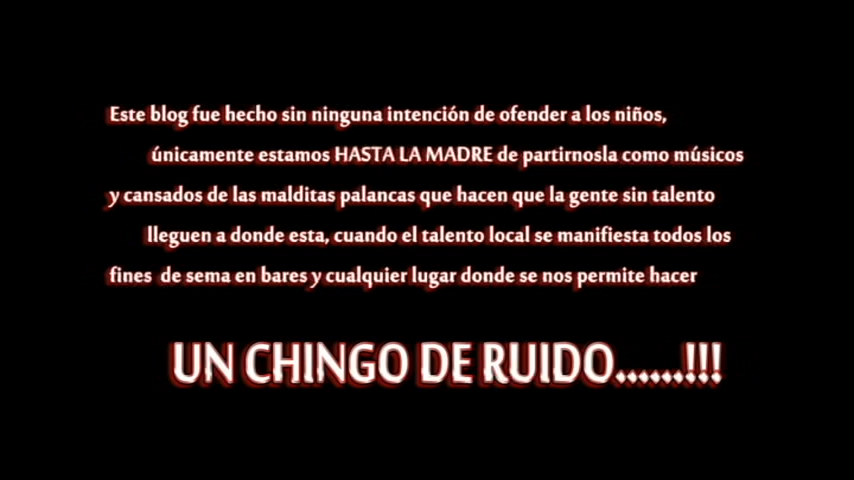 Este blog fue hecho sin ninguna intención de ofender a los niños,
únicamente estamos HASTA LA MADRE de partirnosla como músicos
y cansados de las malditas palancas que hacen que la gente sin talento
lleguen a donde esta, cuando el talento local se manifiesta todos los
fines de sema en bares y cualquier lugar donde se nos permite hacer
UN CHINGO DE RUIDO......!!!